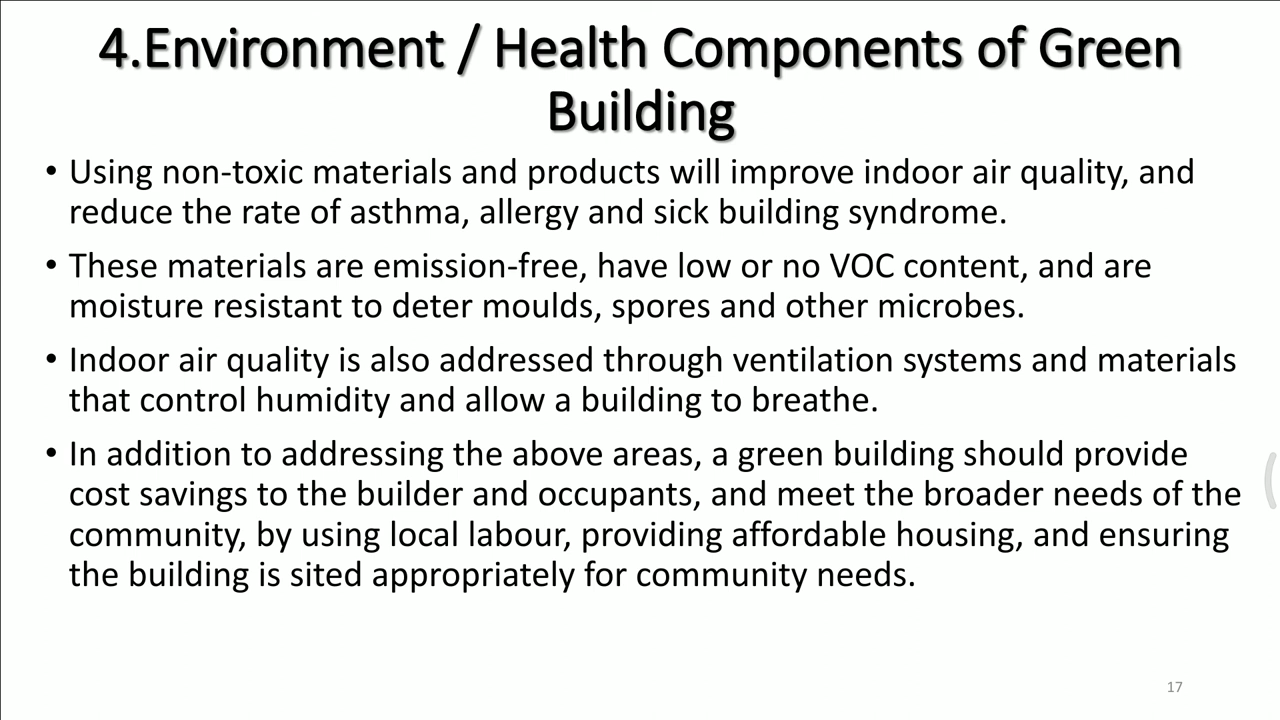 4.Environment / Health Components of Green
Building
• Using non-toxic materials and products will improve indoor air quality, and
reduce the rate of asthma, allergy and sick building syndrome.
• These materials are emission-free, have low or no VOC content, and are
moisture resistant to deter moulds, spores and other microbes.
• Indoor air quality is also addressed through ventilation systems and materials
that control humidity and allow a building to breathe.
• In addition to addressing the above areas, a green building should provide
cost savings to the builder and occupants, and meet the broader needs of the
community, by using local labour, providing affordable housing, and ensuring
the building is sited appropriately for community needs.
17